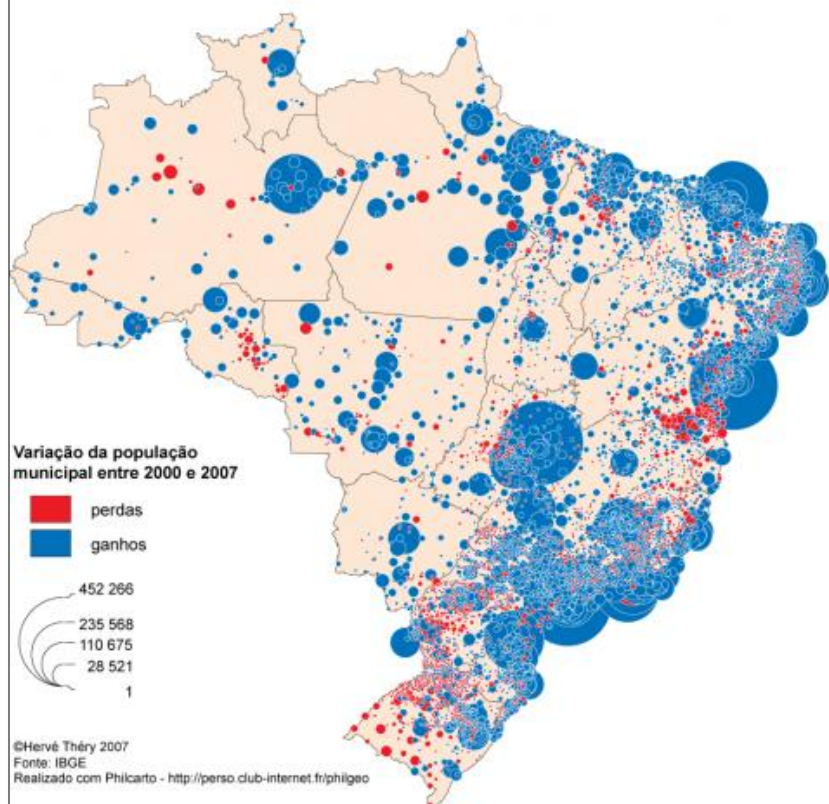 Variação da população
municipal entre 2000 e 2007
perdas
ganhos
452 266
235 568
110 675
28 521
1
©Hervé Théry 2007
Fonte: IBGE
Realizado com Philcarto - http://perso.club-internet.fr/philgeo